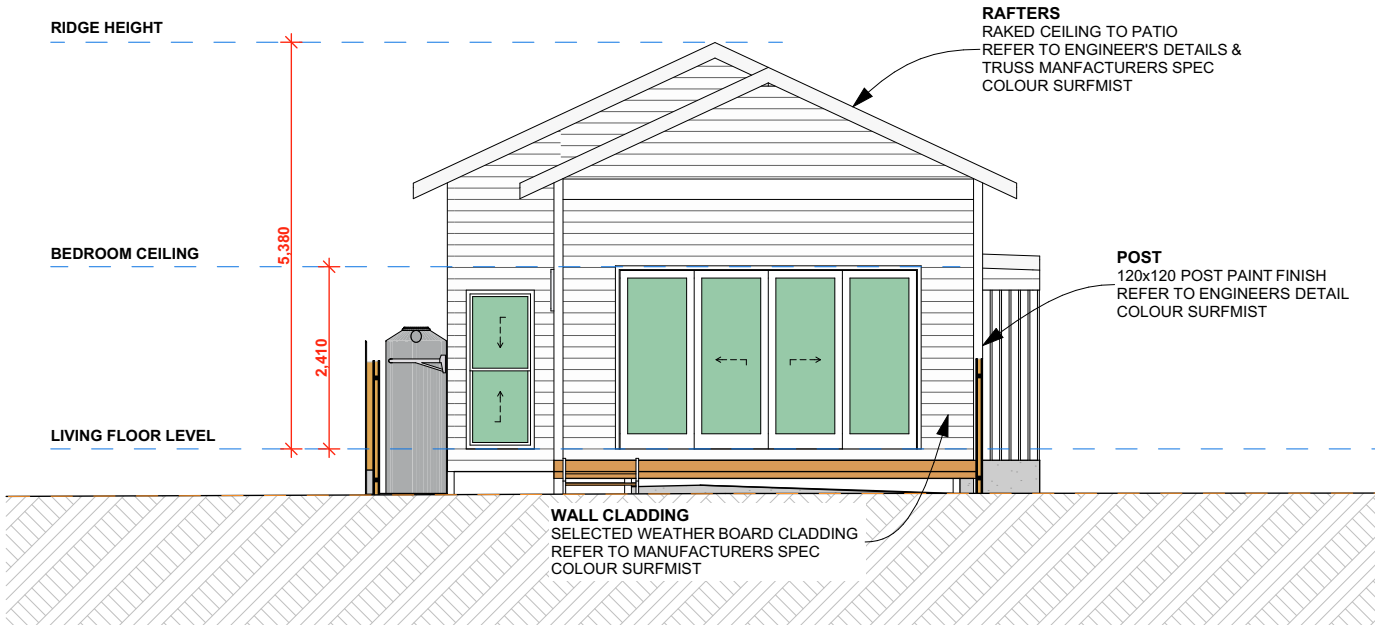 RIDGE HEIGHT
RAFTERS
RAKED CEILING TO PATIO
REFER TO ENGINEER'S DETAILS &
TRUSS MANFACTURERS SPEC
COLOUR SURFMIST
5,380
BEDROOM CEILING
POST
120x120 POST PAINT FINISH
REFER TO ENGINEERS DETAIL
COLOUR SURFMIST
2,410
LIVING FLOOR LEVEL
WALL CLADDING
SELECTED WEATHER BOARD CLADDING
REFER TO MANUFACTURERS SPEC
COLOUR SURFMIST